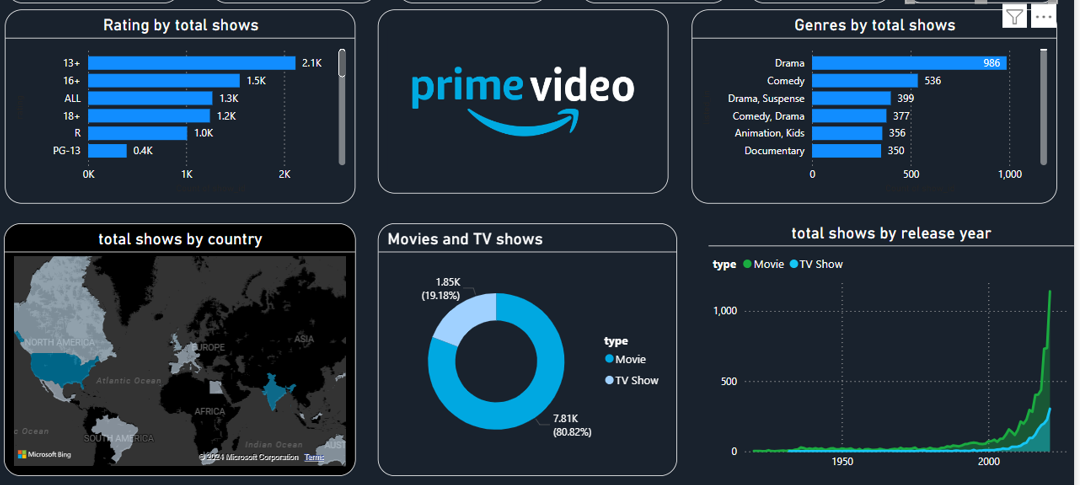 Rating by total shows
13+
2.1K
16+
1.5K
ALL
1.3K
18+
1.2K
R
1.0K
PG-13
0.4K
0K
1K
2K
prime video
Genres by total shows
Drama
986
Comedy
536
Drama, Suspense
399
Comedy, Drama
377
Animation, Kids
356
Documentary
350
0
500
1,000
total shows by country
NORTH AMERICA
EUROPE
ASIA
Atlantic Ocean
AFRICA
c Ocean
SOUTH AMERICA
Indian Ocean
AUST
Microsoft Bing
© 2024 Microsoft Corporation Terms
Movies and TV shows
1.85K
(19.18%)
7.81K
(80.82%)
type
Movie
TV Show
total shows by release year
type Movie TV Show
1,000
500
0
1950
2000